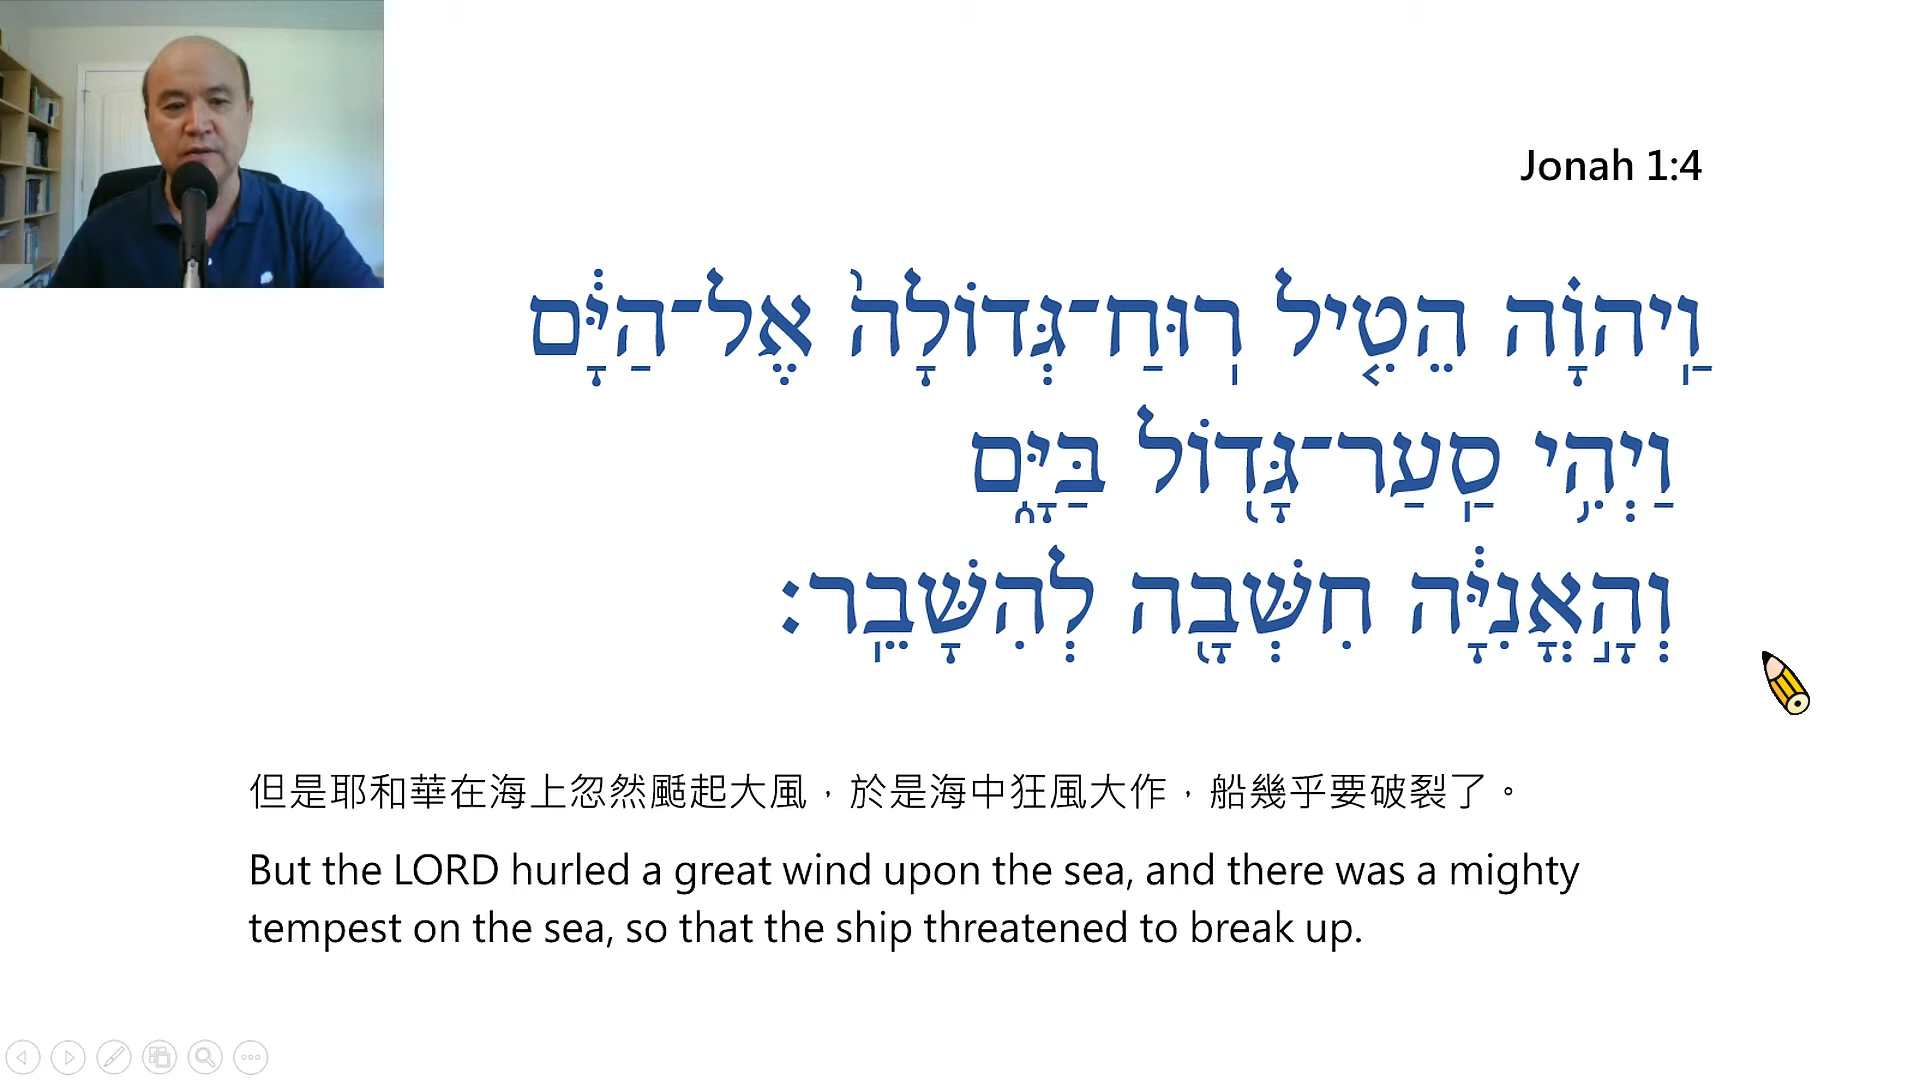 Jonah 1:4
וַֽיהוָ֗ה הֵטִ֤יל רֽוּחַ־גְּדוֹלָה֙ אֶל־הַיָּ֔ם
וַיְהִ֥י סַֽעַר־גָּד֖וֹל בַּיָּ֑ם
וְהָ֣אֳנִיָּ֔ה חִשְּׁבָ֖ה לְהִשָּׁבֵֽר׃
但是耶和華在海上忽然颳起大風，於是海中狂風大作，船幾乎要破裂了。
But the LORD hurled a great wind upon the sea, and there was a mighty
tempest on the sea, so that the ship threatened to break up.